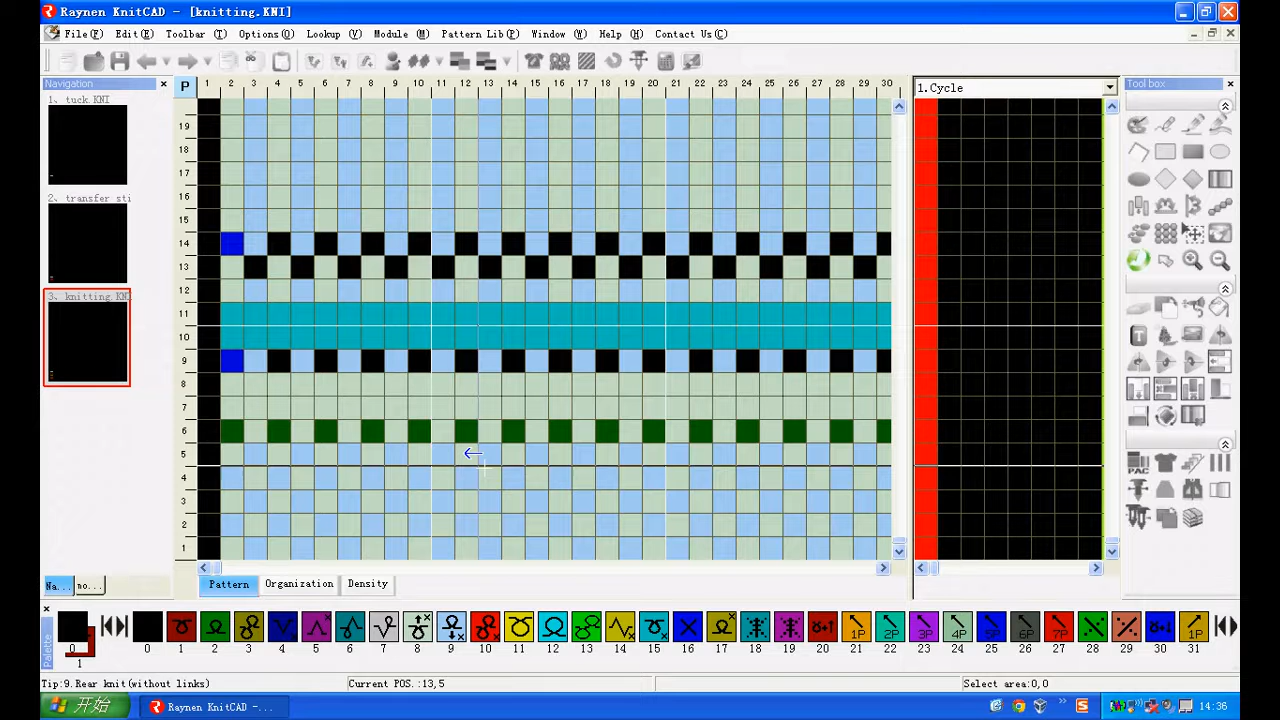 Raynen KnitCAD - [knitting.KNI]
File(F) Edit(E) Toolbar (T) Options(O) Lookup (V) Module (M) Pattern Lib(P) Window (W) Help (H) Contact Us(C)
Navigation
P
2 3 4 5 6 7 8 9 10 11 12 13 14 15 16 17 18 19 20 21 22 23 24 25 26 27 28 29 30
1.Cycle
Tool box
1、tuck.KNI
2、transfer sti
3、knitting.KNI
19
18
17
16
15
14
13
12
11
10
9
8
7
6
5
4
3
2
1
PAC
Na... mo...
Pattern Organization Density
Palette
1P 2P 3P 4P 5P 6P 7P 1P
0 0 1 2 3 4 5 6 7 8 9 10 11 12 13 14 15 16 17 18 19 20 21 22 23 24 25 26 27 28 29 30 31
1
Tip:9.Rear knit(without links) Current POS.:13,5 Select area:0,0
开始 Raynen KnitCAD -... 14:36